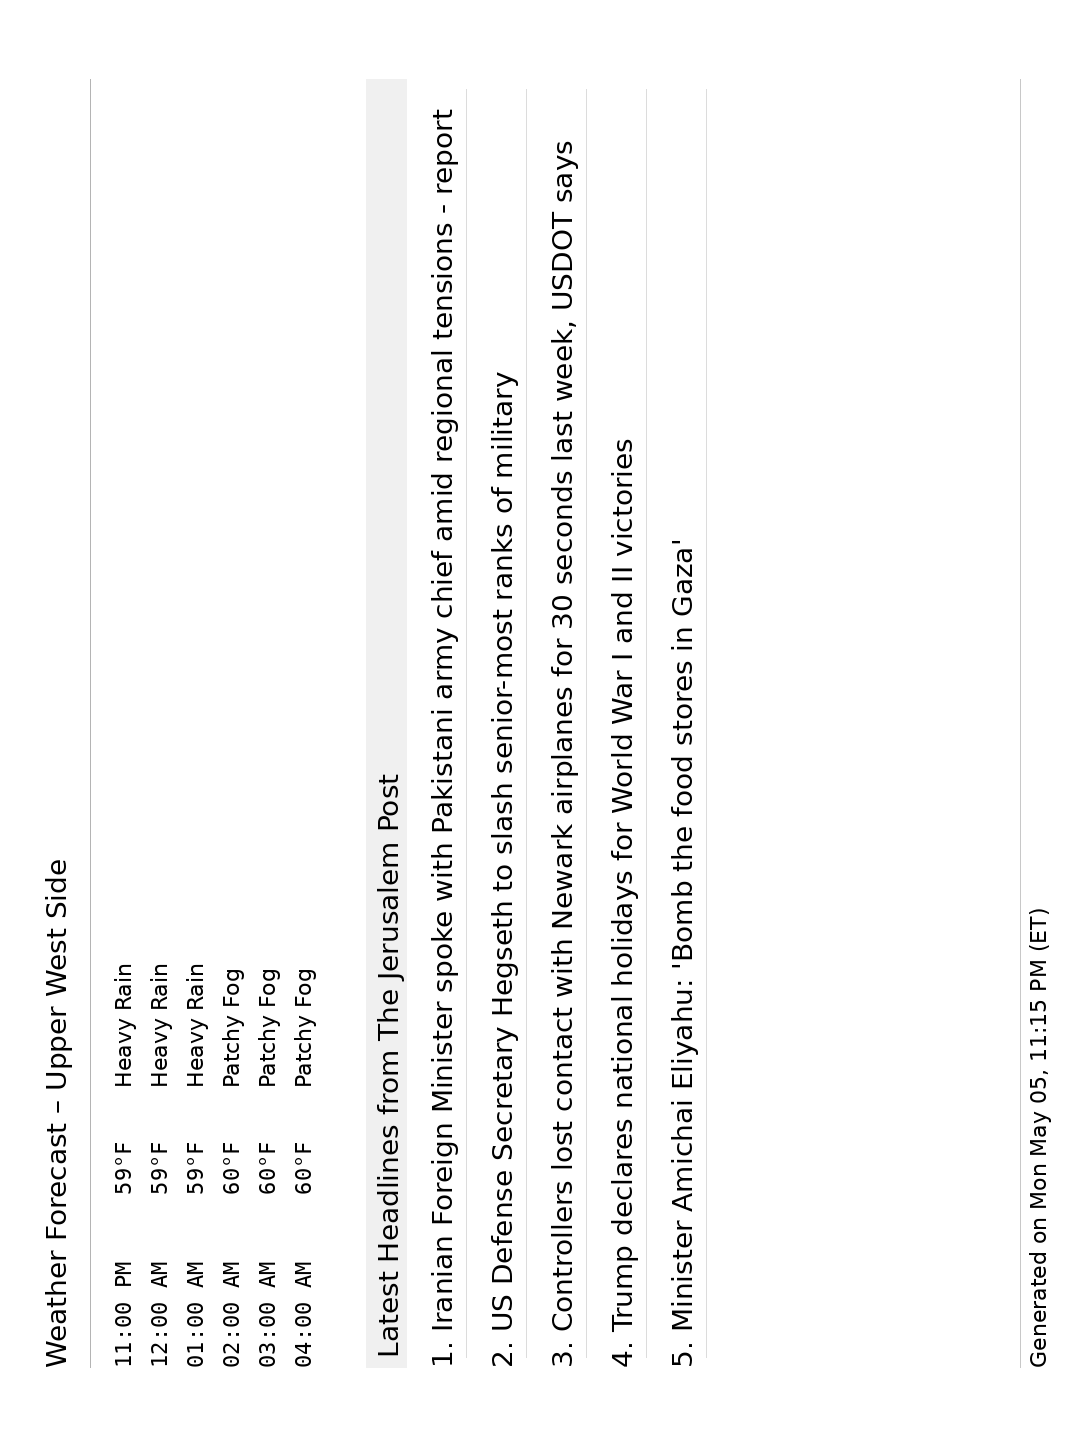 Weather Forecast – Upper West Side
11:00 PM 59°F Heavy Rain
12:00 AM 59°F Heavy Rain
01:00 AM 59°F Heavy Rain
02:00 AM 60°F Patchy Fog
03:00 AM 60°F Patchy Fog
04:00 AM 60°F Patchy Fog
Latest Headlines from The Jerusalem Post
1. Iranian Foreign Minister spoke with Pakistani army chief amid regional tensions - report
2. US Defense Secretary Hegseth to slash senior-most ranks of military
3. Controllers lost contact with Newark airplanes for 30 seconds last week, USDOT says
4. Trump declares national holidays for World War I and II victories
5. Minister Amichai Eliyahu: 'Bomb the food stores in Gaza'
Generated on Mon May 05, 11:15 PM (ET)